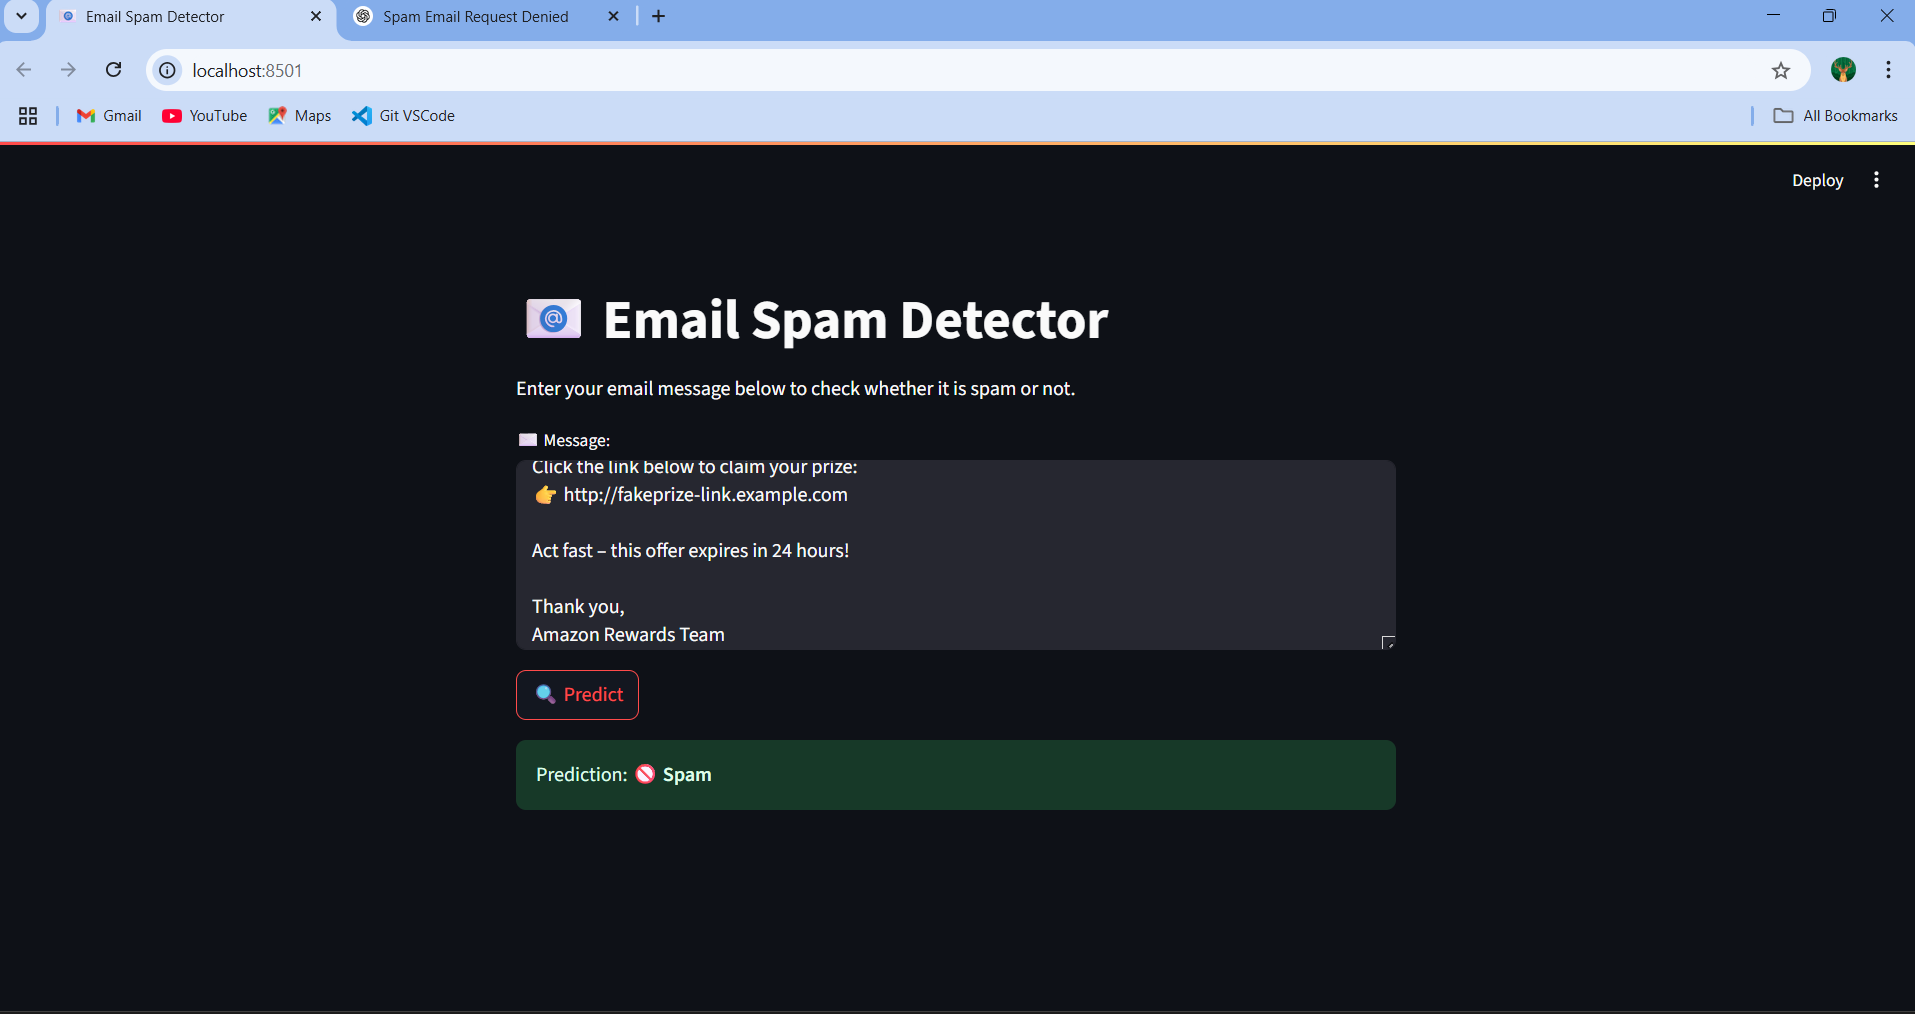 Email Spam Detector
Spam Email Request Denied
localhost:8501
Gmail
YouTube
Maps
Git VSCode
All Bookmarks
Deploy
Email Spam Detector
Enter your email message below to check whether it is spam or not.
Message:
Click the link below to claim your prize:
👉 http://fakeprize-link.example.com
Act fast – this offer expires in 24 hours!
Thank you,
Amazon Rewards Team
🔍 Predict
Prediction: 🚫 Spam